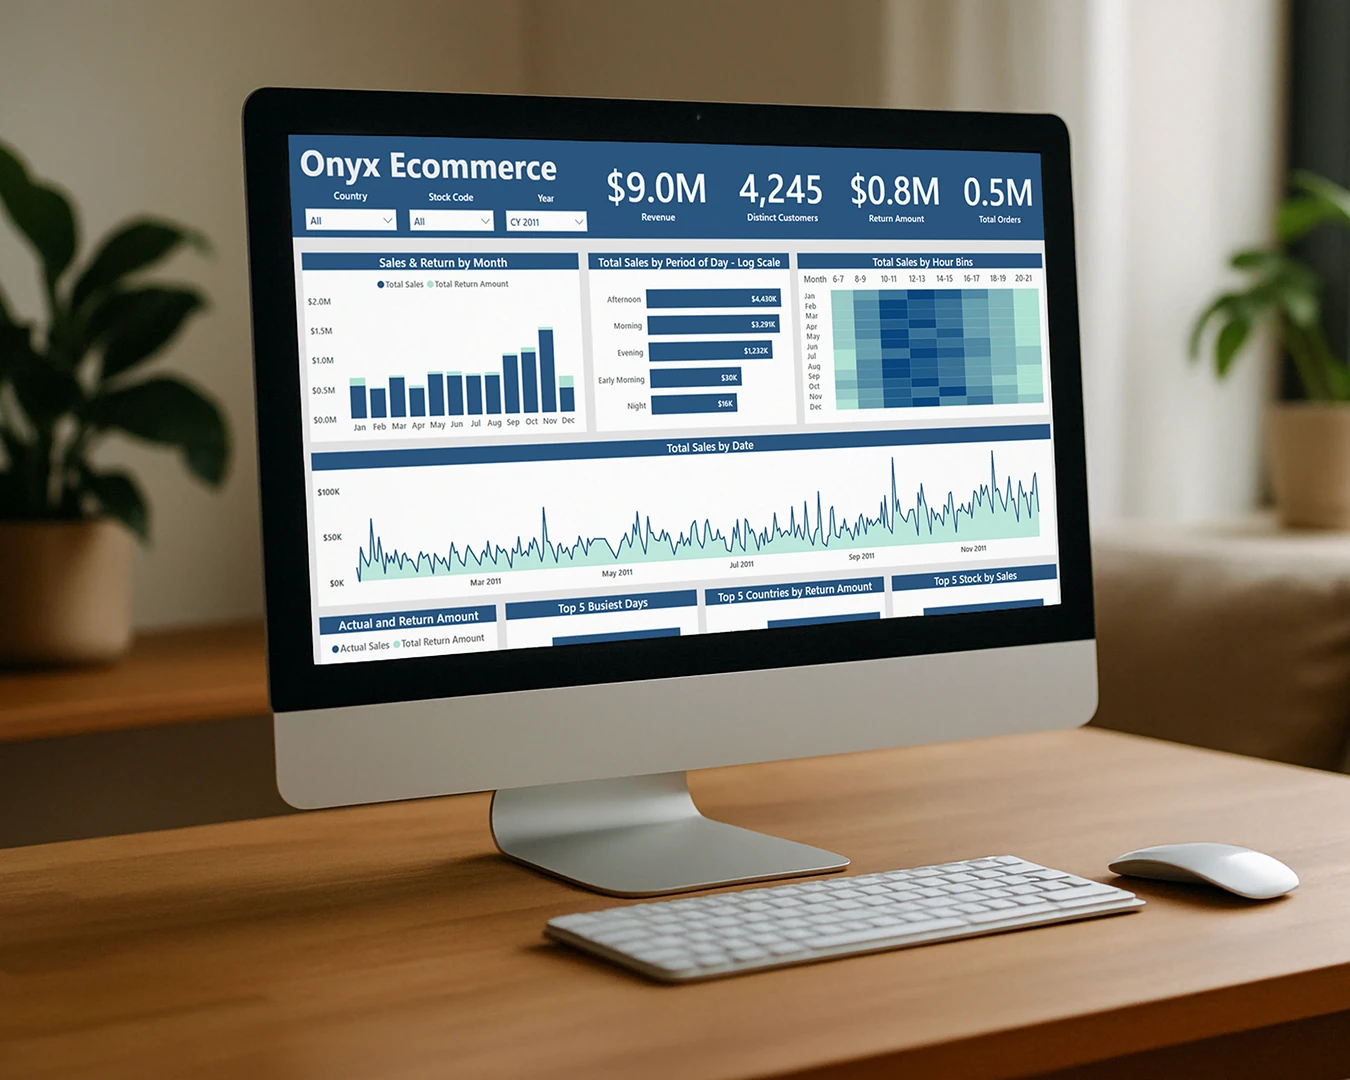 Onyx Ecommerce
Country
Stock Code
Year
All
All
CY 2011
$9.0M
Revenue
4,245
Distinct Customers
$0.8M
Return Amount
0.5M
Total Orders
Sales & Return by Month
Total Sales Total Return Amount
$2.0M
$1.5M
$1.0M
$0.5M
$0.0M
Jan Feb Mar Apr May Jun Jul Aug Sep Oct Nov Dec
Total Sales by Period of Day - Log Scale
Afternoon $4,430K
Morning $3,291K
Evening $1,232K
Early Morning $30K
Night $16K
Total Sales by Hour Bins
Month 6-7 8-9 10-11 12-13 14-15 16-17 18-19 20-21
Jan
Feb
Mar
Apr
May
Jun
Jul
Aug
Sep
Oct
Nov
Dec
Total Sales by Date
$100K
$50K
$0K
Mar 2011 May 2011 Jul 2011 Sep 2011 Nov 2011
Actual and Return Amount
Actual Sales Total Return Amount
Top 5 Busiest Days
Top 5 Countries by Return Amount
Top 5 Stock by Sales